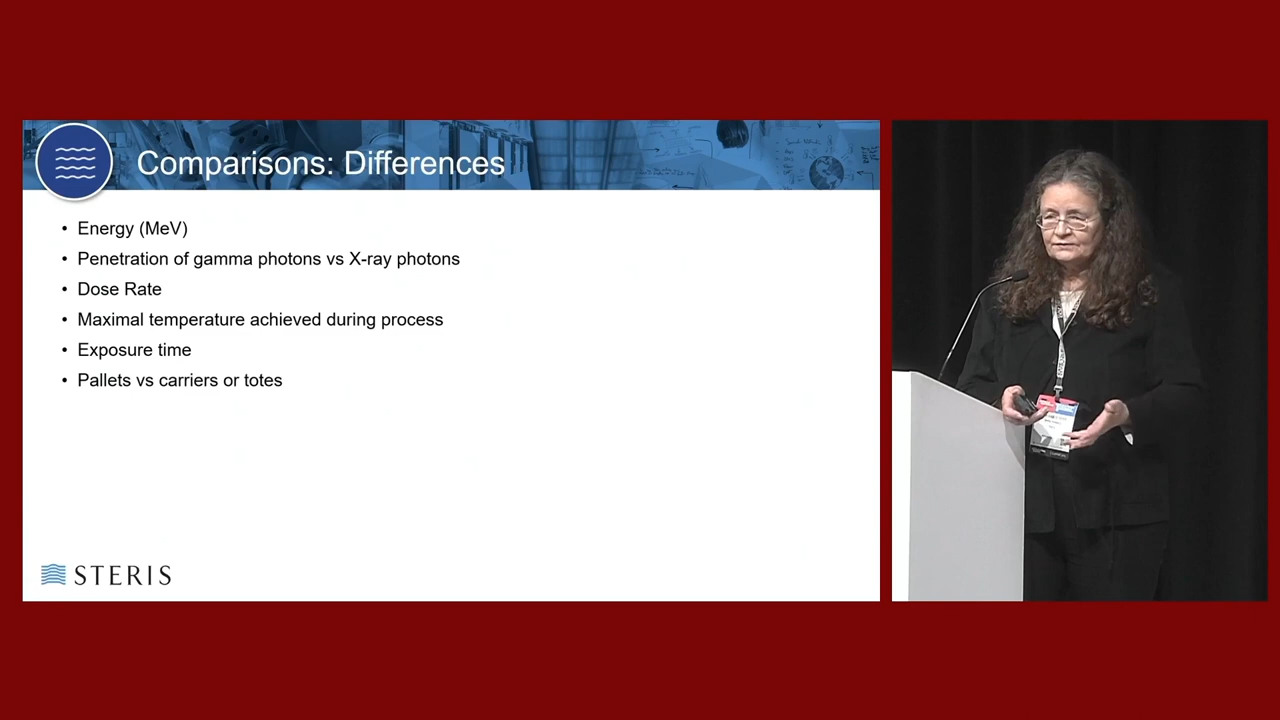 Comparisons: Differences
• Energy (MeV)
• Penetration of gamma photons vs X-ray photons
• Dose Rate
• Maximal temperature achieved during process
• Exposure time
• Pallets vs carriers or totes
STERIS